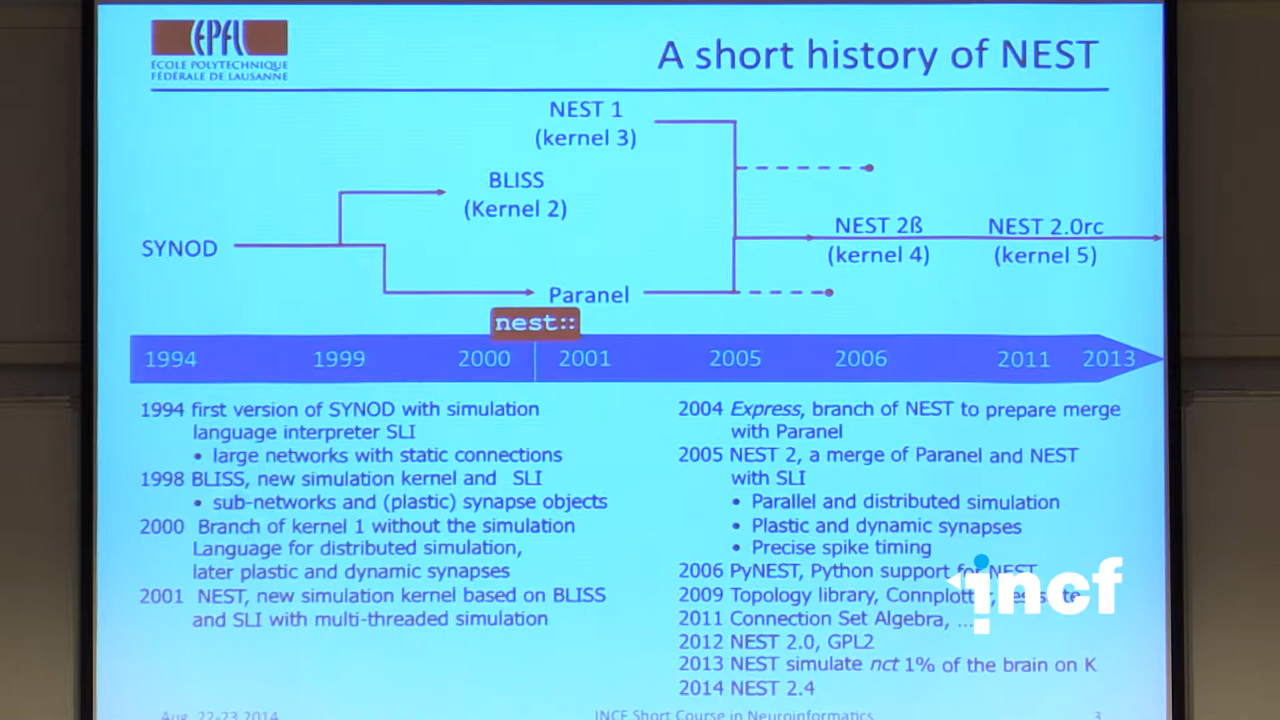 EPFL
ÉCOLE POLYTECHNIQUE
FÉDÉRALE DE LAUSANNE
A short history of NEST
NEST 1
(kernel 3)
BLISS
(Kernel 2)
SYNOD
NEST 2ß
(kernel 4)
NEST 2.0rc
(kernel 5)
Paranel
nest::
1994 1999 2000 2001 2005 2006 2011 2013
1994 first version of SYNOD with simulation
language interpreter SLI
• large networks with static connections
1998 BLISS, new simulation kernel and SLI
• sub-networks and (plastic) synapse objects
2000 Branch of kernel 1 without the simulation
Language for distributed simulation,
later plastic and dynamic synapses
2001 NEST, new simulation kernel based on BLISS
and SLI with multi-threaded simulation
2004 Express, branch of NEST to prepare merge
with Paranel
2005 NEST 2, a merge of Paranel and NEST
with SLI
• Parallel and distributed simulation
• Plastic and dynamic synapses
• Precise spike timing
2006 PyNEST, Python support for NEST
2009 Topology library,
2011 Connection Set Algebra, ...
2012 NEST 2.0, GPL2
2013 NEST simulate nct 1% of the brain on K
2014 NEST 2.4
incf
Aug. 22-23 2014
INCF Short Course in Neuroinformatics
3